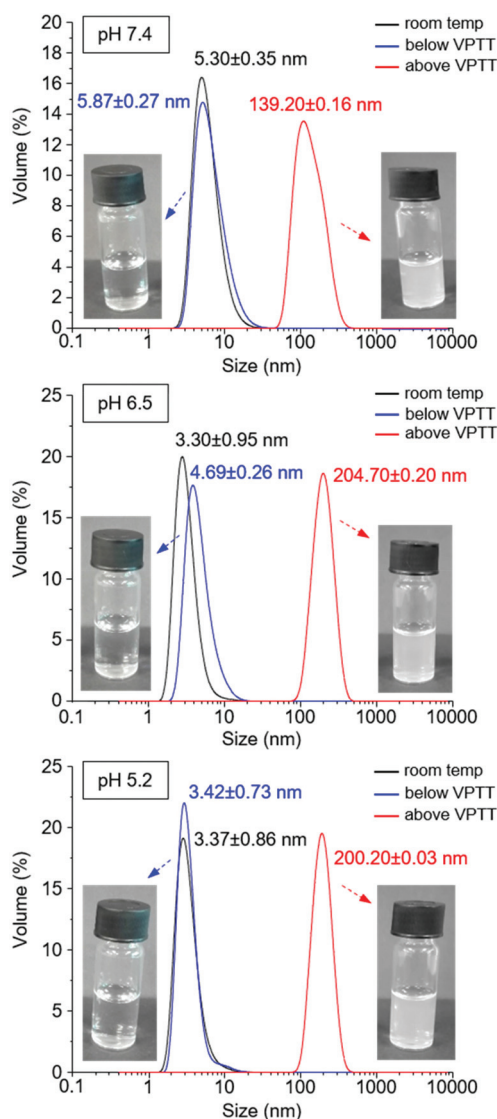 pH 7.4
room temp
below VPTT
above VPTT
5.30±0.35 nm
5.87±0.27 nm
139.20±0.16 nm
Volume (%)
20
18
16
14
12
10
8
6
4
2
0
0.1 1 10 100 1000 10000
Size (nm)
pH 6.5
room temp
below VPTT
above VPTT
3.30±0.95 nm
4.69±0.26 nm
204.70±0.20 nm
Volume (%)
25
20
15
10
5
0
0.1 1 10 100 1000 10000
Size (nm)
pH 5.2
room temp
below VPTT
above VPTT
3.42±0.73 nm
3.37±0.86 nm
200.20±0.03 nm
Volume (%)
25
20
15
10
5
0
0.1 1 10 100 1000 10000
Size (nm)